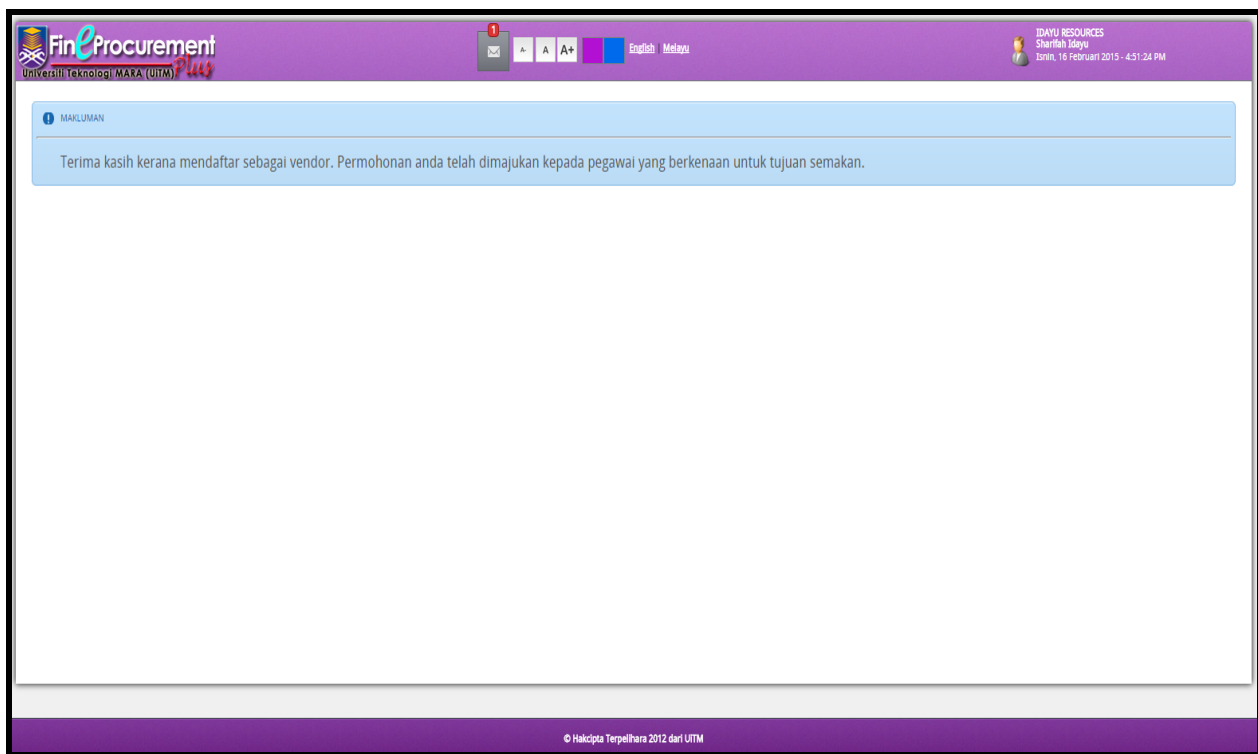 FineProcurement
Plus
Universiti Teknologi MARA (UiTM)
1
A- A A+ English | Melayu
IDAYU RESOURCES
Sharifah Idayu
Isnin, 16 Februari 2015 - 4:51:24 PM
MAKLUMAN
Terima kasih kerana mendaftar sebagai vendor. Permohonan anda telah dimajukan kepada pegawai yang berkenaan untuk tujuan semakan.
© Hakcipta Terpelihara 2012 dari UiTM